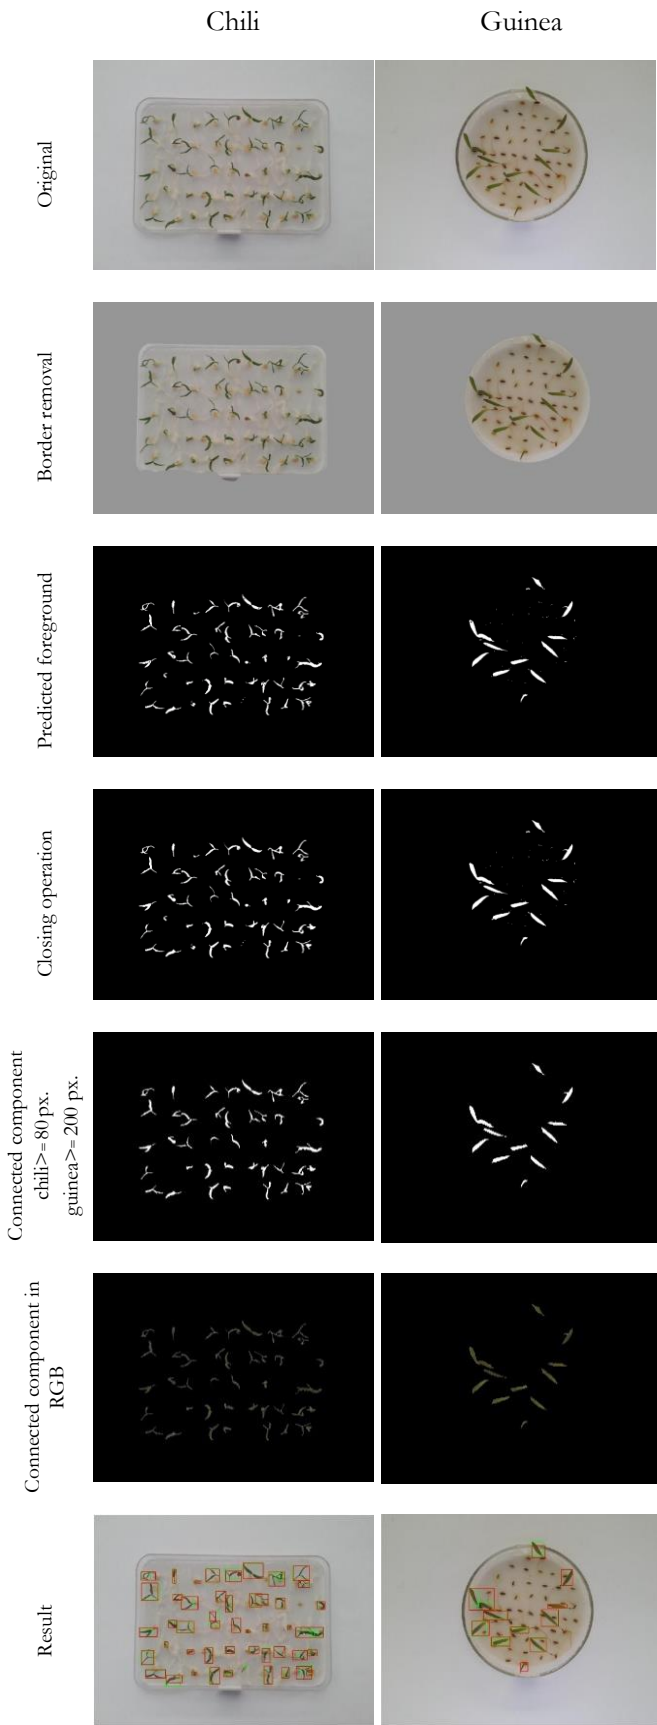 Chili
Guinea
Original
Border removal
Predicted foreground
Closing operation
Connected component
chili>= 80 px.
guinea>= 200 px.
Connected component in
RGB
Result